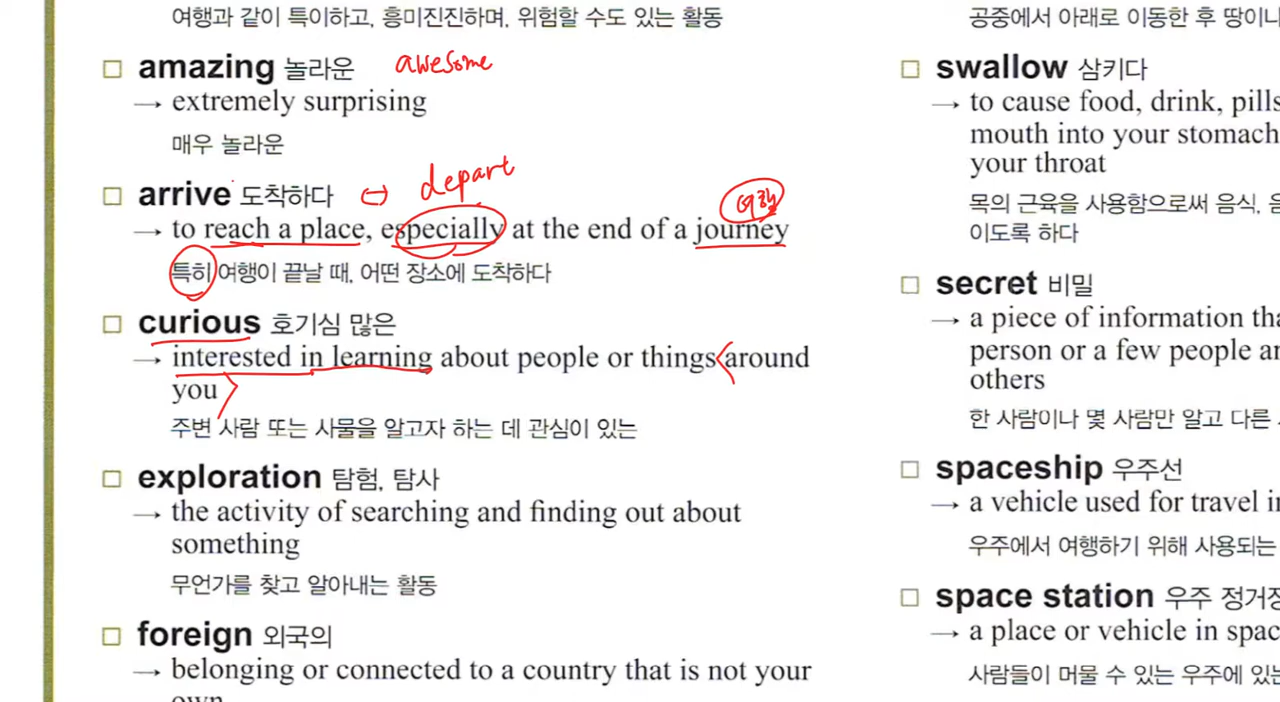 여행과 같이 특이하고, 흥미진진하며, 위험할 수도 있는 활동
□ amazing 놀라운 awesome
→ extremely surprising
매우 놀라운
□ arrive 도착하다 ↔ depart
여행
→ to reach a place, especially at the end of a journey
특히 여행이 끝날 때, 어떤 장소에 도착하다
□ curious 호기심 많은
→ interested in learning about people or things around
you
주변 사람 또는 사물을 알고자 하는 데 관심이 있는
□ exploration 탐험, 탐사
→ the activity of searching and finding out about
something
무언가를 찾고 알아내는 활동
□ foreign 외국의
→ belonging or connected to a country that is not your
own
공중에서 아래로 이동한 후 땅이나
□ swallow 삼키다
→ to cause food, drink, pills
mouth into your stomach
your throat
목의 근육을 사용함으로써 음식, 음
이도록 하다
□ secret 비밀
→ a piece of information tha
person or a few people an
others
한 사람이나 몇 사람만 알고 다른
□ spaceship 우주선
→ a vehicle used for travel in
우주에서 여행하기 위해 사용되는
□ space station 우주 정거장
→ a place or vehicle in spac
사람들이 머물 수 있는 우주에 있는